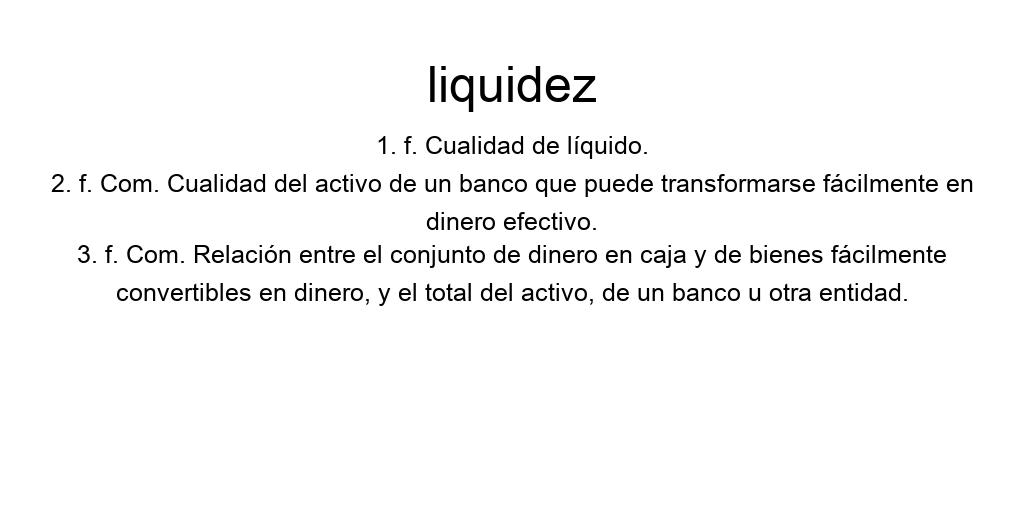 liquidez
1. f. Cualidad de líquido.
2. f. Com. Cualidad del activo de un banco que puede transformarse fácilmente en
dinero efectivo.
3. f. Com. Relación entre el conjunto de dinero en caja y de bienes fácilmente
convertibles en dinero, y el total del activo, de un banco u otra entidad.